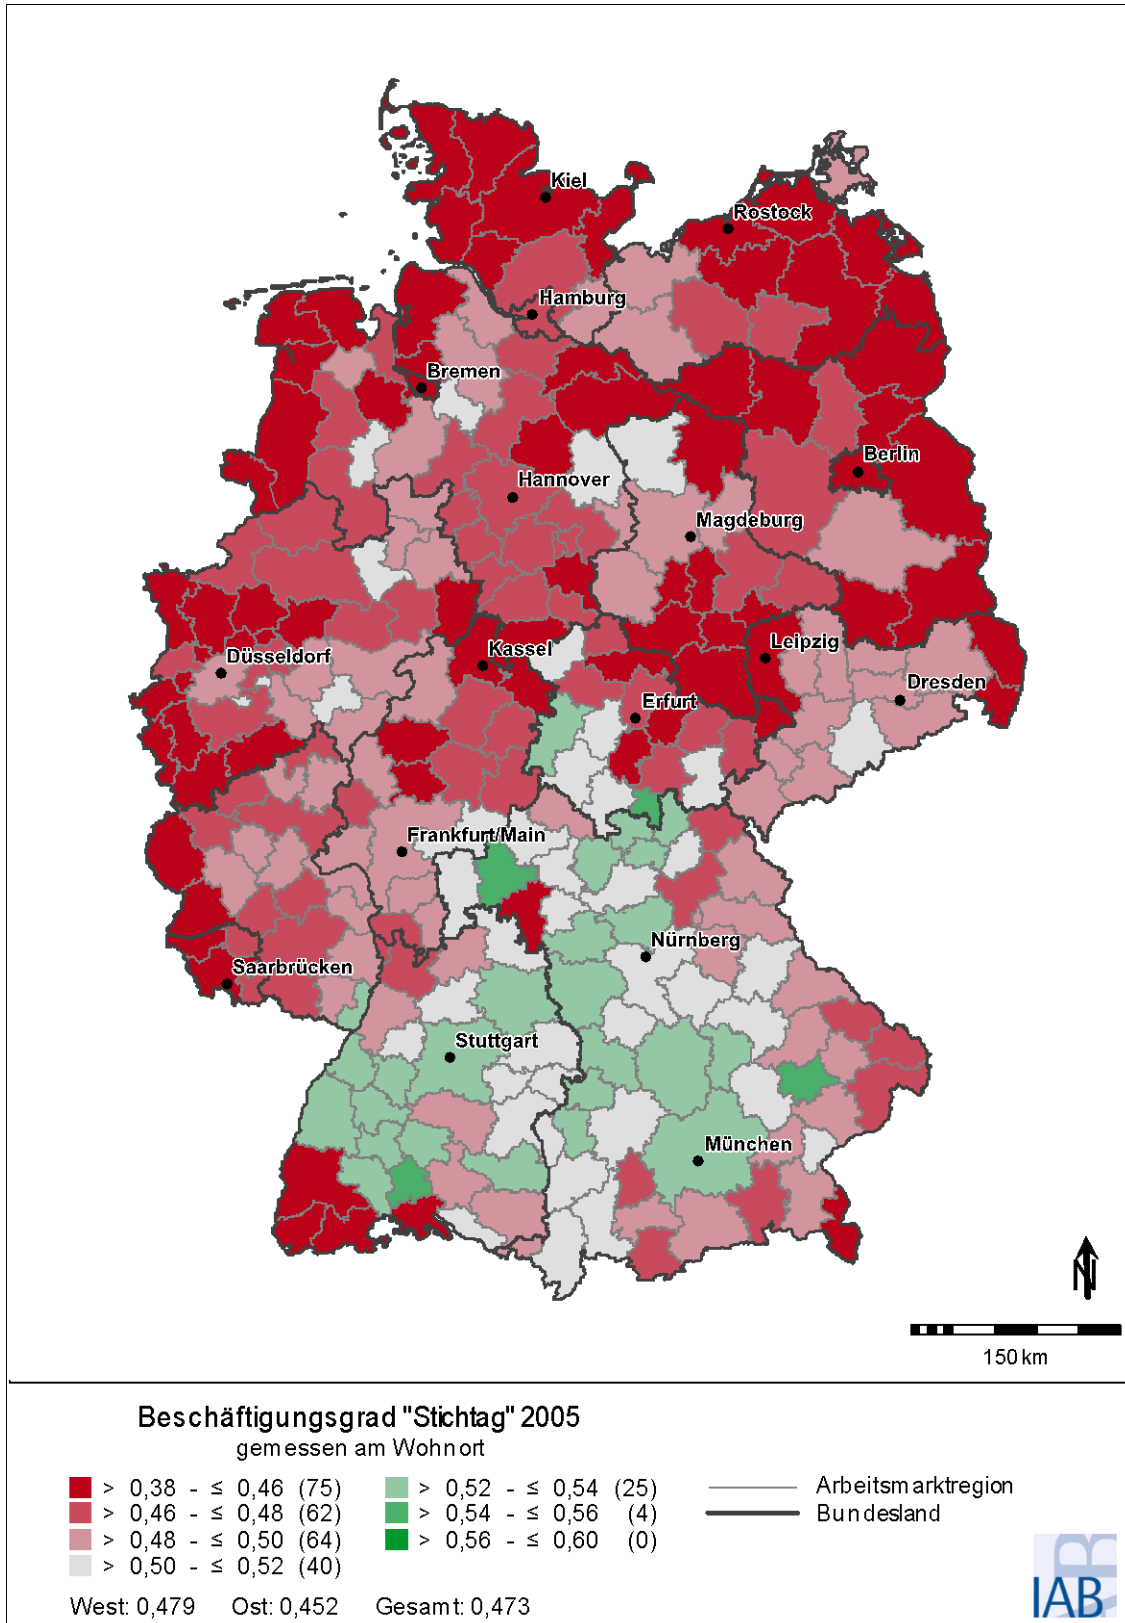 Kiel
Rostock
Hamburg
Bremen
Berlin
Hannover
Magdeburg
Düsseldorf
Kassel
Leipzig
Dresden
Erfurt
Frankfurt/Main
Nürnberg
Saarbrücken
Stuttgart
München
N
150 km
Beschäftigungsgrad "Stichtag" 2005
gemessen am Wohnort
> 0,38 - ≤ 0,46 (75)
> 0,46 - ≤ 0,48 (62)
> 0,48 - ≤ 0,50 (64)
> 0,50 - ≤ 0,52 (40)
> 0,52 - ≤ 0,54 (25)
> 0,54 - ≤ 0,56 (4)
> 0,56 - ≤ 0,60 (0)
Arbeitsmarktregion
Bundesland
West: 0,479 Ost: 0,452 Gesamt: 0,473
IAB